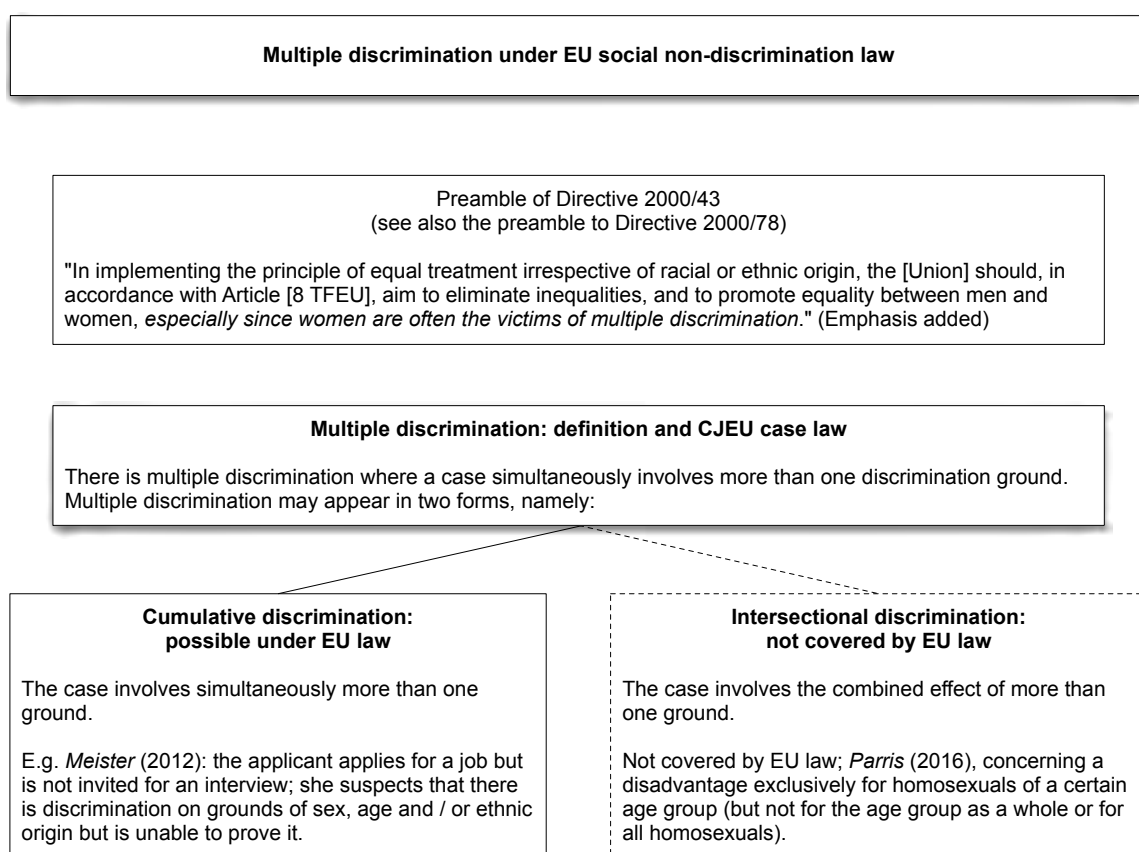 Multiple discrimination under EU social non-discrimination law
Preamble of Directive 2000/43
(see also the preamble to Directive 2000/78)
"In implementing the principle of equal treatment irrespective of racial or ethnic origin, the [Union] should, in
accordance with Article [8 TFEU], aim to eliminate inequalities, and to promote equality between men and
women, especially since women are often the victims of multiple discrimination." (Emphasis added)
Multiple discrimination: definition and CJEU case law
There is multiple discrimination where a case simultaneously involves more than one discrimination ground.
Multiple discrimination may appear in two forms, namely:
Cumulative discrimination:
possible under EU law
The case involves simultaneously more than one
ground.
E.g. Meister (2012): the applicant applies for a job but
is not invited for an interview; she suspects that there
is discrimination on grounds of sex, age and / or ethnic
origin but is unable to prove it.
Intersectional discrimination:
not covered by EU law
The case involves the combined effect of more than
one ground.
Not covered by EU law; Parris (2016), concerning a
disadvantage exclusively for homosexuals of a certain
age group (but not for the age group as a whole or for
all homosexuals).